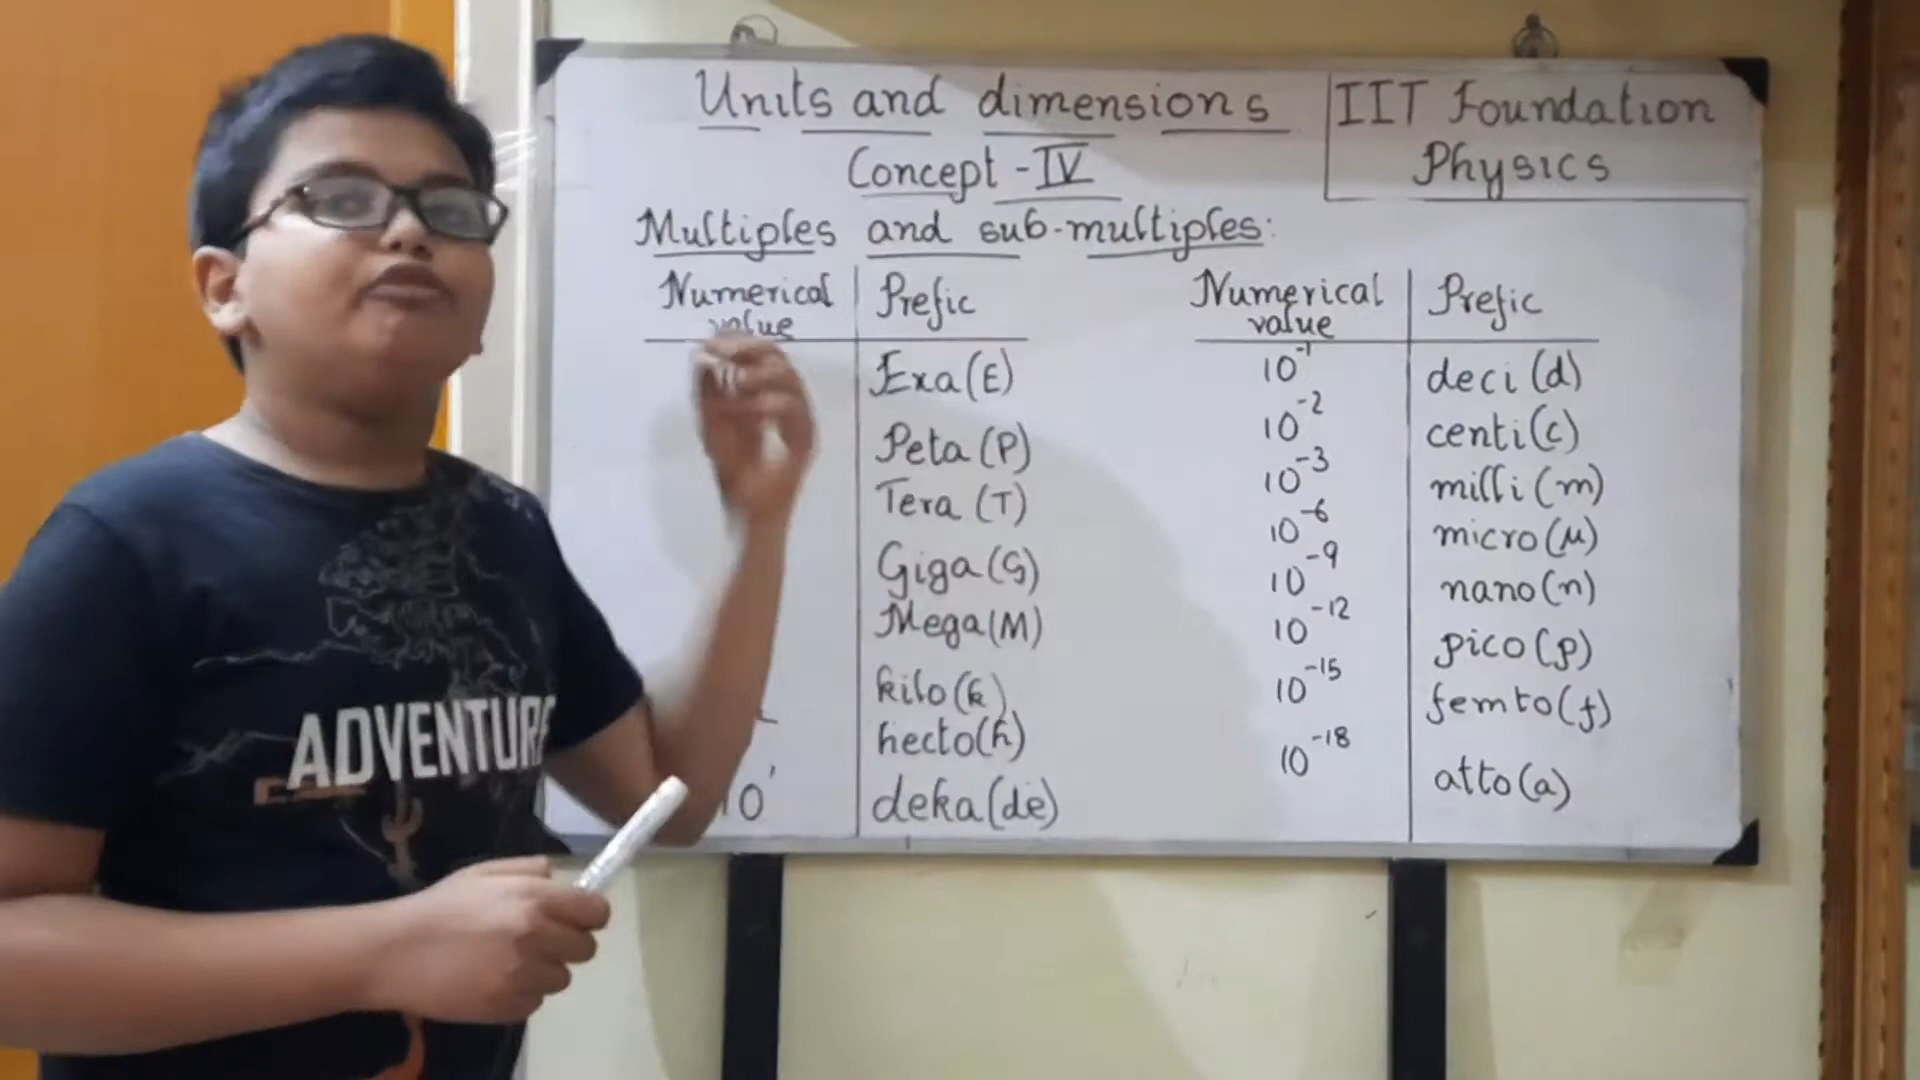 Units and dimensions
IIT Foundation
Physics
Concept - IV
Multiples and sub-multiples:
Numerical value | Prefic
Exa (E)
Peta (P)
Tera (T)
Giga (G)
Mega (M)
kilo (k)
hecto (h)
10¹ deka (de)
Numerical value | Prefic
10⁻¹ deci (d)
10⁻² centi (c)
10⁻³ milli (m)
10⁻⁶ micro (μ)
10⁻⁹ nano (n)
10⁻¹² pico (p)
10⁻¹⁵ femto (f)
10⁻¹⁸ atto (a)
ADVENTURE